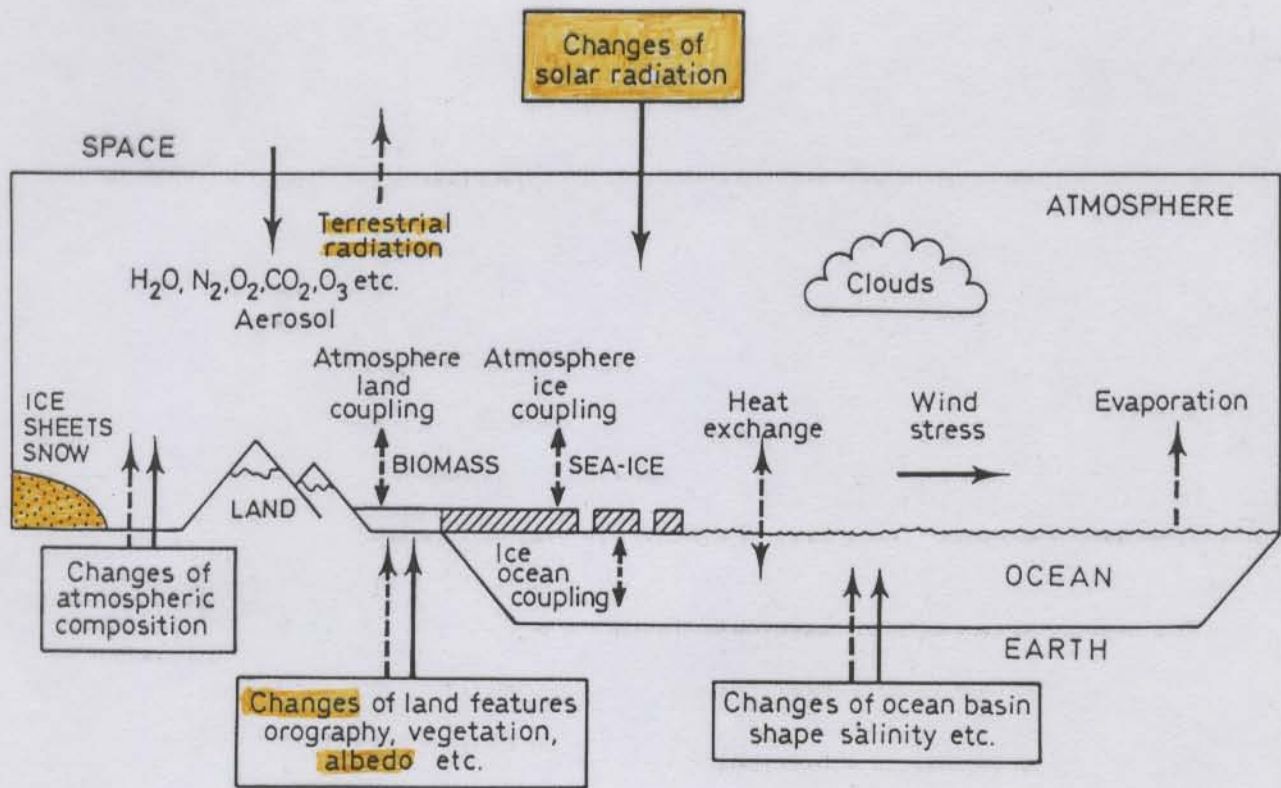 Changes of
solar radiation
SPACE
ATMOSPHERE
Terrestrial
radiation
H₂O, N₂,O₂,CO₂,O₃ etc.
Aerosol
Clouds
Atmosphere
land
coupling
Atmosphere
ice
coupling
Heat
exchange
Wind
stress
Evaporation
ICE
SHEETS
SNOW
BIOMASS
SEA-ICE
LAND
Changes of
atmospheric
composition
Ice
ocean
coupling
OCEAN
EARTH
Changes of land features
orography, vegetation,
albedo etc.
Changes of ocean basin
shape salinity etc.